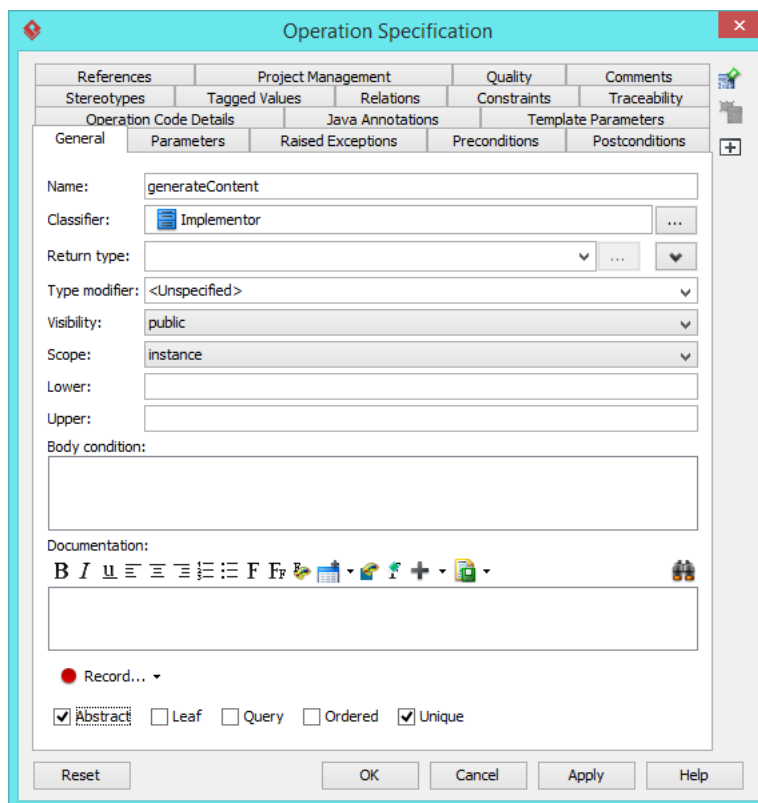 Operation Specification
References Project Management Quality Comments
Stereotypes Tagged Values Relations Constraints Traceability
Operation Code Details Java Annotations Template Parameters
General Parameters Raised Exceptions Preconditions Postconditions
Name: generateContent
Classifier: Implementor ...
Return type: ...
Type modifier: <Unspecified>
Visibility: public
Scope: instance
Lower:
Upper:
Body condition:
Documentation:
B I u F FF
Record...
Abstract Leaf Query Ordered Unique
Reset OK Cancel Apply Help